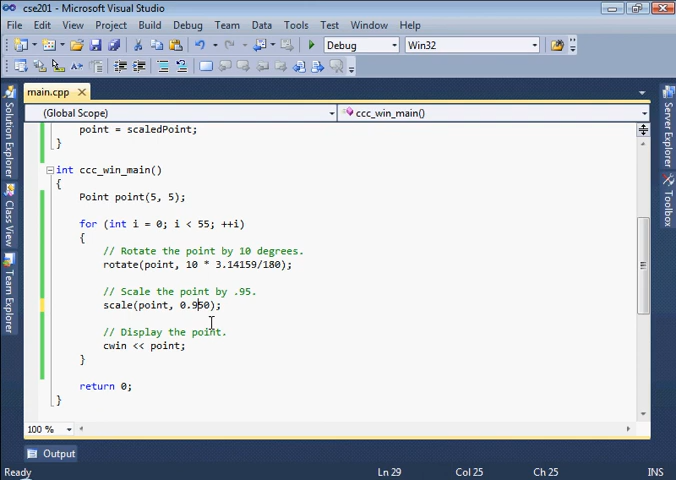 cse201 - Microsoft Visual Studio
File Edit View Project Build Debug Team Data Tools Test Window Help
Debug Win32
main.cpp
(Global Scope) ccc_win_main()
point = scaledPoint;
}
int ccc_win_main()
{
Point point(5, 5);
for (int i = 0; i < 55; ++i)
{
// Rotate the point by 10 degrees.
rotate(point, 10 * 3.14159/180);
// Scale the point by .95.
scale(point, 0.950);
// Display the point.
cwin << point;
}
return 0;
}
100 %
Output
Ready Ln 29 Col 25 Ch 25 INS
Solution Explorer
Class View
Team Explorer
Server Explorer
Toolbox